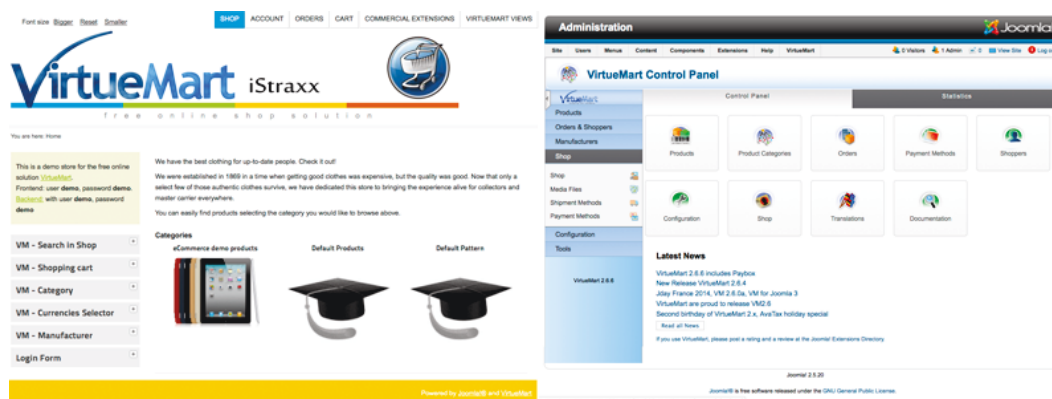 Font size Bigger Reset Smaller
SHOP ACCOUNT ORDERS CART COMMERCIAL EXTENSIONS VIRTUEMART VIEWS
VirtueMart iStraxx
free online shop solution
You are here: Home
This is a demo store for the free online
solution VirtueMart.
Frontend: user demo, password demo.
Backend: with user demo, password
demo
VM - Search in Shop
VM - Shopping cart
VM - Category
VM - Currencies Selector
VM - Manufacturer
Login Form
We have the best clothing for up-to-date people. Check it out!
We were established in 1869 in a time when getting good clothes was expensive, but the quality was good. Now that only a
select few of those authentic clothes survive, we have dedicated this store to bringing the experience alive for collectors and
master carrier everywhere.
You can easily find products selecting the category you would like to browse above.
Categories
eCommerce demo products Default Products Default Pattern
Powered by Joomla!® and VirtueMart
Administration
Joomla!
Site Users Menus Content Components Extensions Help VirtueMart 0 Visitors 1 Admin 0 View Site Log o
VirtueMart Control Panel
VirtueMart
Products
Orders & Shoppers
Manufacturers
Shop
Shop
Media Files
Shipment Methods
Payment Methods
Configuration
Tools
VirtueMart 2.6.6
Control Panel Statistics
Products Product Categories Orders Payment Methods Shoppers
Configuration Shop Translations Documentation
Latest News
VirtueMart 2.6.6 includes Paybox
New Release VirtueMart 2.6.4
Jday France 2014, VM 2.6.0a, VM for Joomla 3
VirtueMart are proud to release VM2.6
Second birthday of VirtueMart 2.x, AvaTax holiday special
Read all News
If you use VirtueMart, please post a rating and a review at the Joomla! Extensions Directory
Joomla! 2.5.20
Joomla!® is free software released under the GNU General Public License.